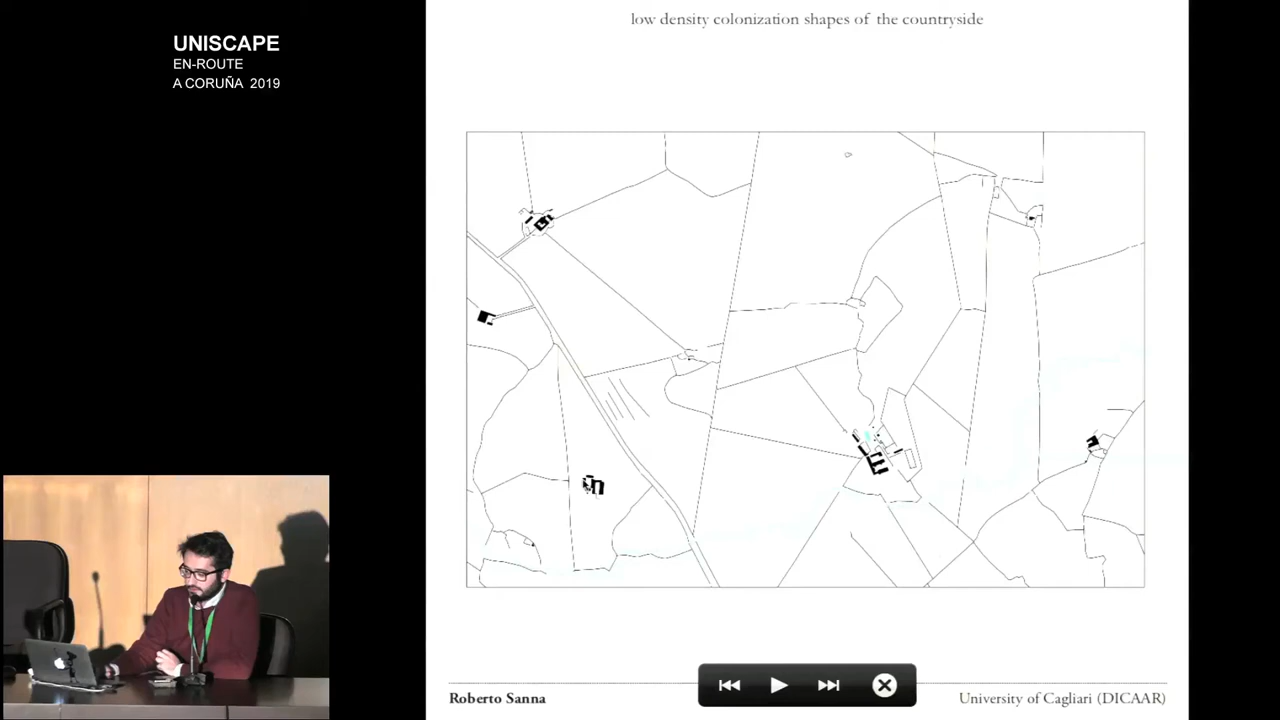 low density colonization shapes of the countryside
UNISCAPE
EN-ROUTE
A CORUÑA 2019
Roberto Sanna
University of Cagliari (DICAAR)